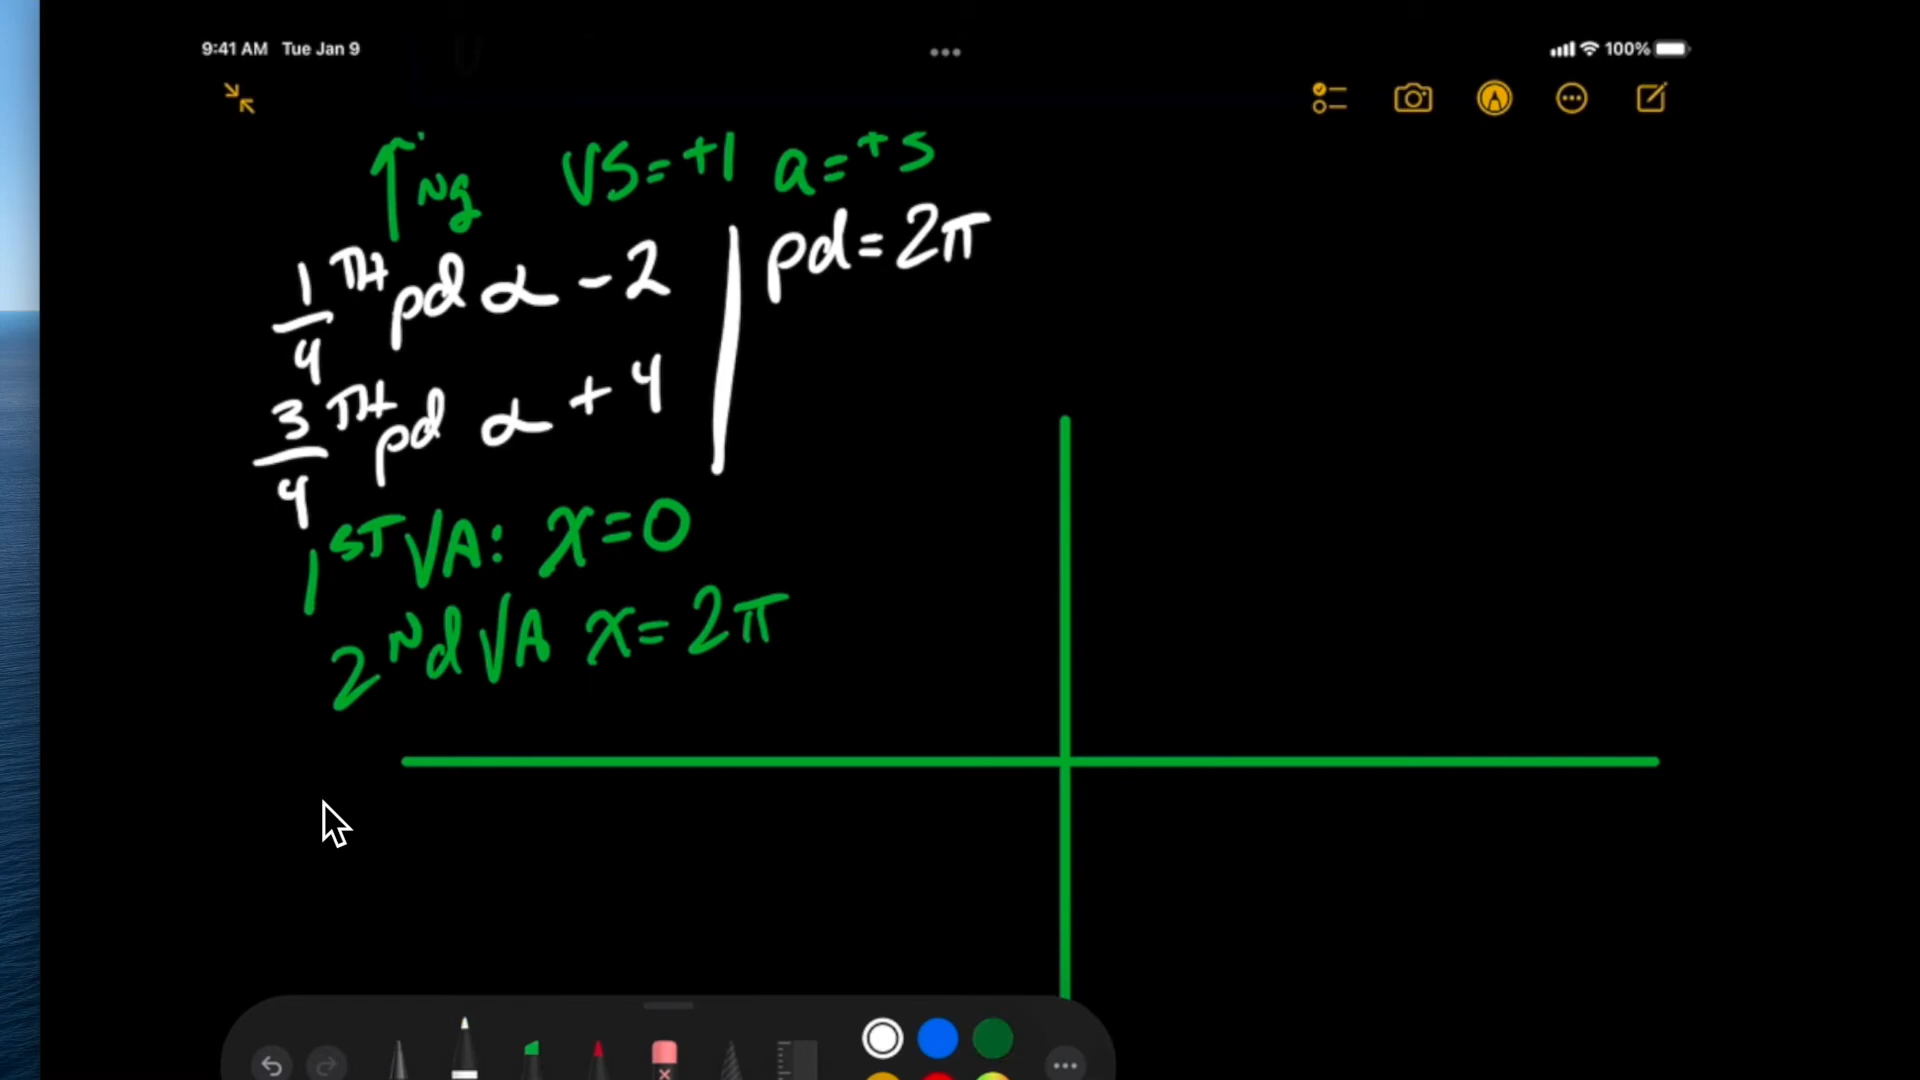 9:41 AM Tue Jan 9 100%
↑ Ng VS=+1 a=+5
1/4 TH pd α -2 pd=2π
3/4 TH pd α +4
1ST VA: x=0
2Nd VA x=2π